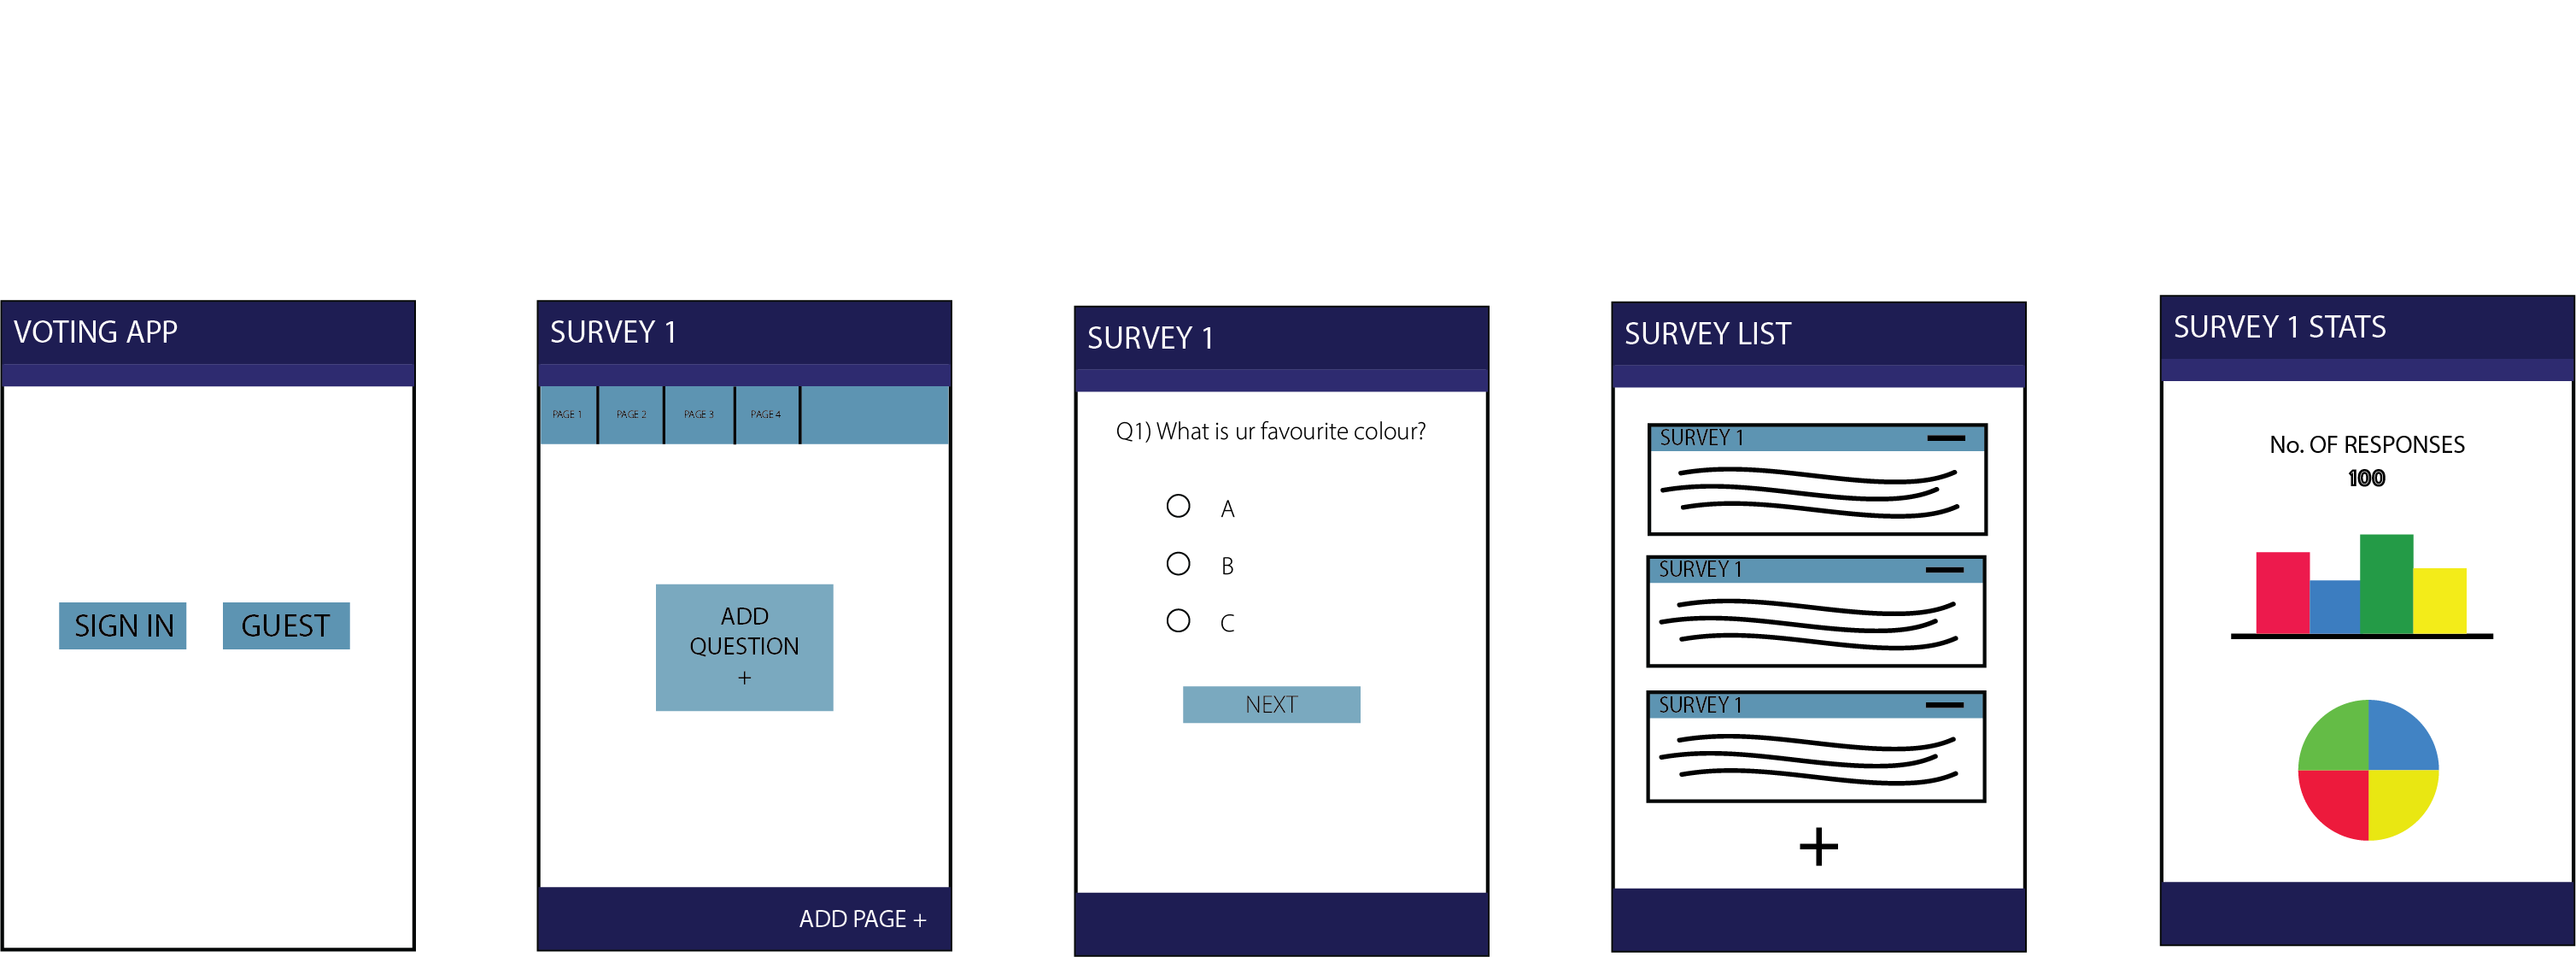 VOTING APP
SIGN IN
GUEST
SURVEY 1
PAGE 1
PAGE 2
PAGE 3
PAGE 4
ADD
QUESTION
+
ADD PAGE +
SURVEY 1
Q1) What is ur favourite colour?
A
B
C
NEXT
SURVEY LIST
SURVEY 1
SURVEY 1
SURVEY 1
+
SURVEY 1 STATS
No. OF RESPONSES
100